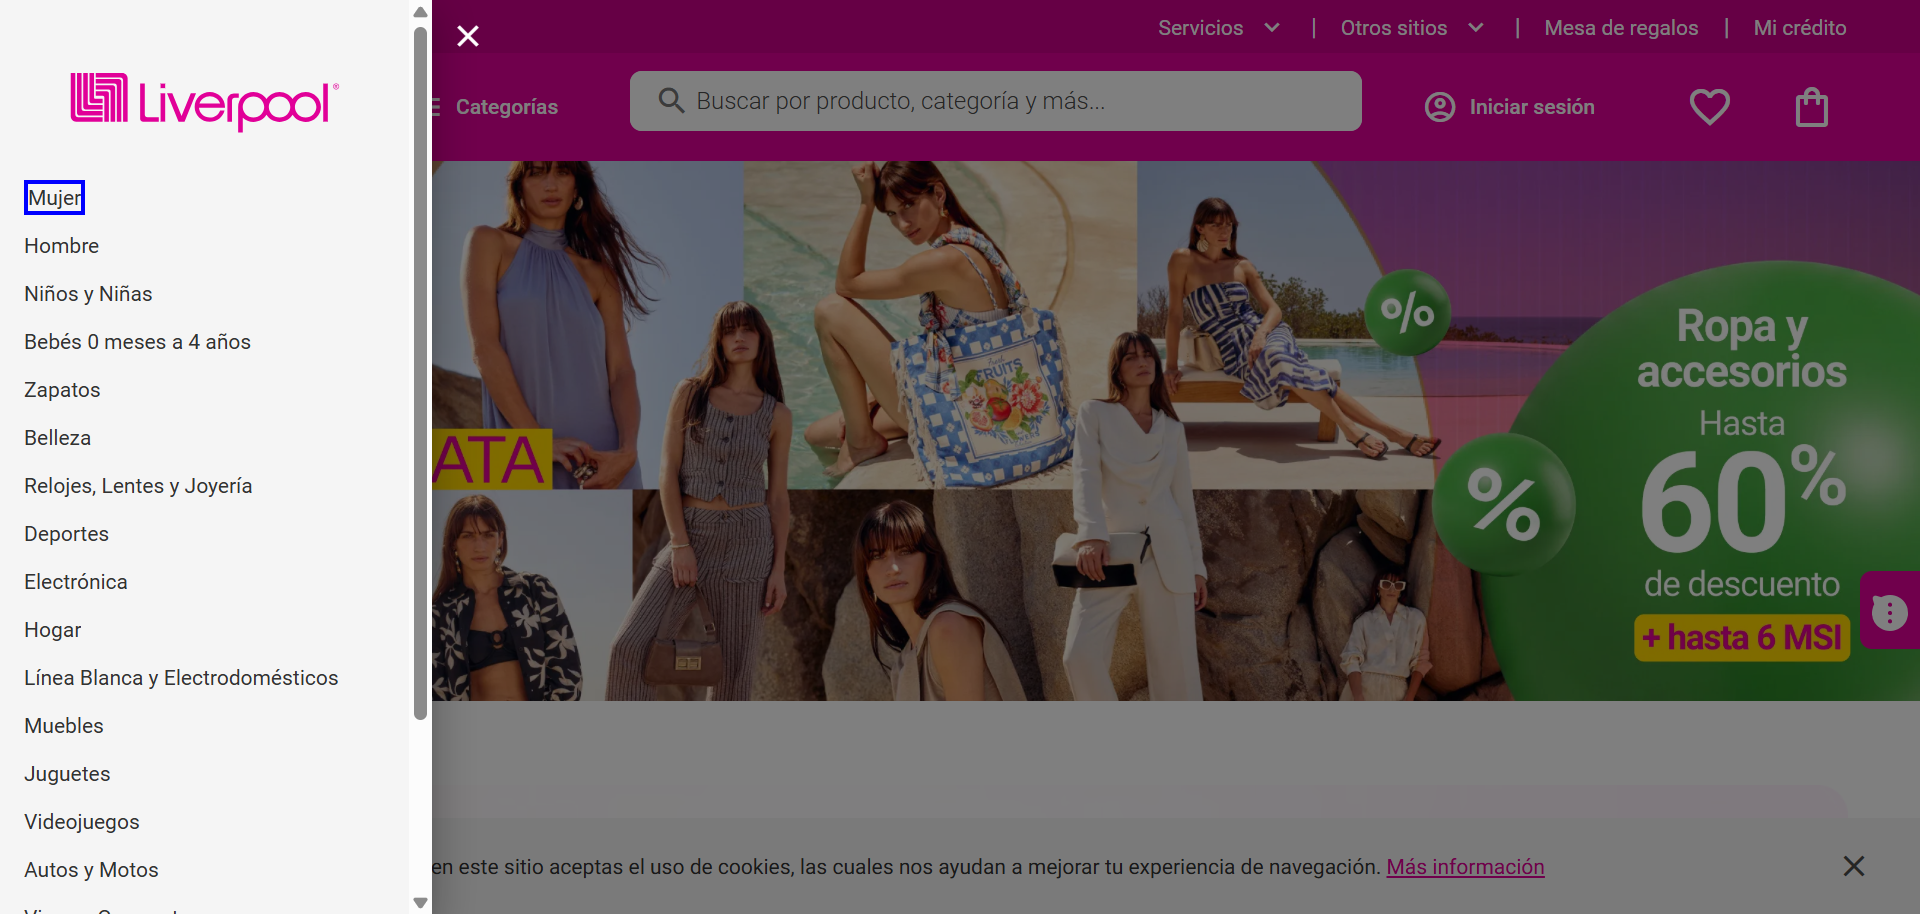 Liverpool®
Mujer
Hombre
Niños y Niñas
Bebés 0 meses a 4 años
Zapatos
Belleza
Relojes, Lentes y Joyería
Deportes
Electrónica
Hogar
Línea Blanca y Electrodomésticos
Muebles
Juguetes
Videojuegos
Autos y Motos
Servicios | Otros sitios | Mesa de regalos | Mi crédito
Categorías
Buscar por producto, categoría y más...
Iniciar sesión
ATA
FRUITS
%
%
Ropa y
accesorios
Hasta
60%
de descuento
+ hasta 6 MSI
en este sitio aceptas el uso de cookies, las cuales nos ayudan a mejorar tu experiencia de navegación. Más información